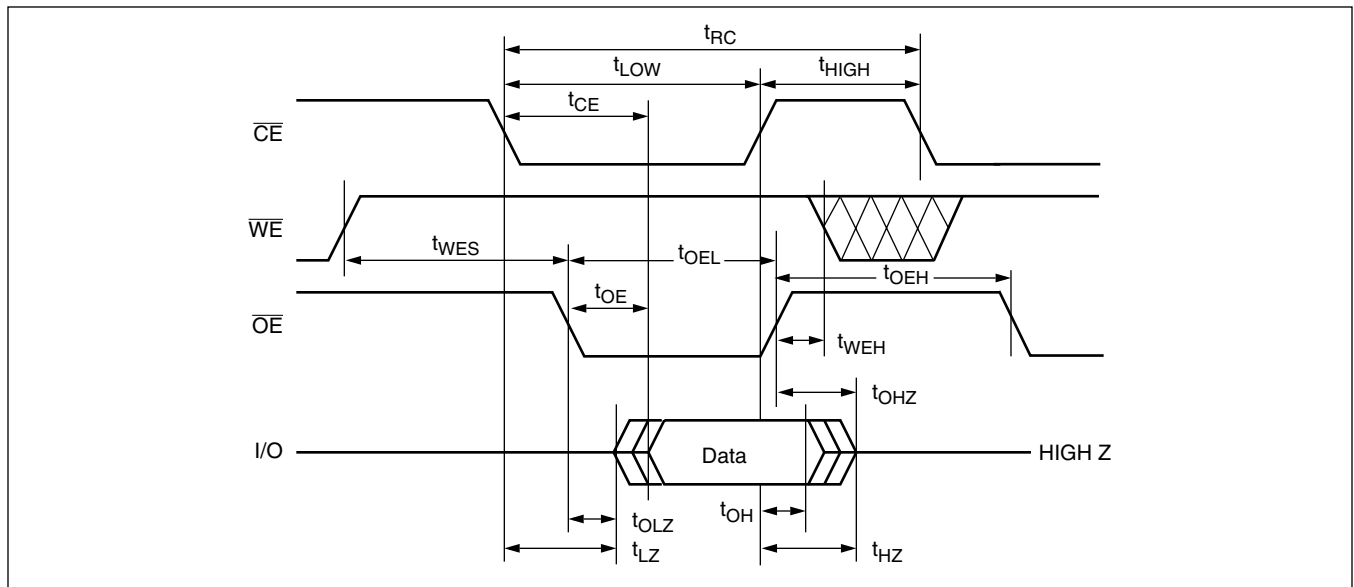 tRC
tLOW
tHIGH
tCE
CE
WE
tWES
tOEL
tOEH
tOE
OE
tWEH
tOHZ
I/O
Data
HIGH Z
tOLZ
tOH
tLZ
tHZ